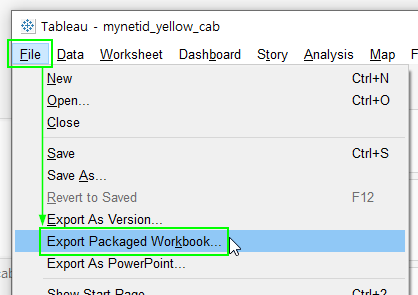 Tableau - mynetid_yellow_cab
File Data Worksheet Dashboard Story Analysis Map F
New Ctrl+N
Open... Ctrl+O
Close
Save Ctrl+S
Save As...
Revert to Saved F12
Export As Version...
Export Packaged Workbook...
Export As PowerPoint...
Show Start Page Ctrl+2